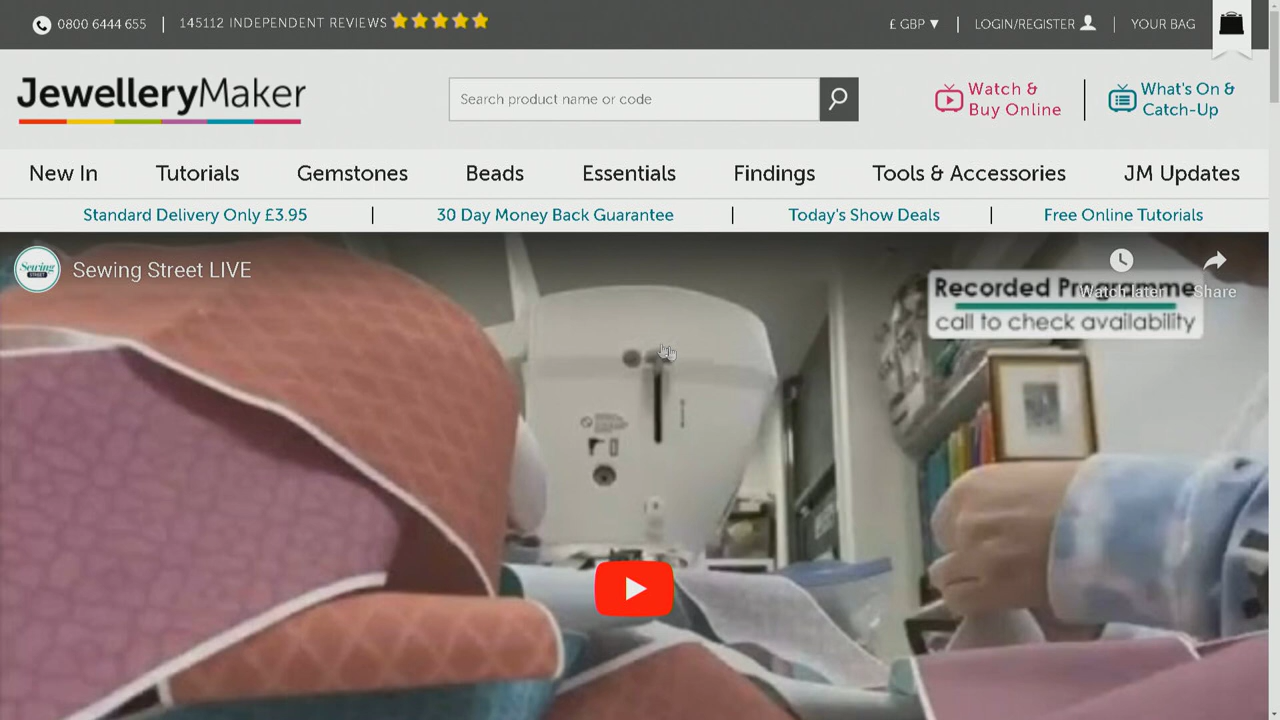 0800 6444 655
145112 INDEPENDENT REVIEWS
£ GBP ▼
LOGIN/REGISTER
YOUR BAG
JewelleryMaker
Search product name or code
Watch &
Buy Online
What's On &
Catch-Up
New In
Tutorials
Gemstones
Beads
Essentials
Findings
Tools & Accessories
JM Updates
Standard Delivery Only £3.95
30 Day Money Back Guarantee
Today's Show Deals
Free Online Tutorials
Sewing STREET
Sewing Street LIVE
Watch later
Share
Recorded Programme
call to check availability